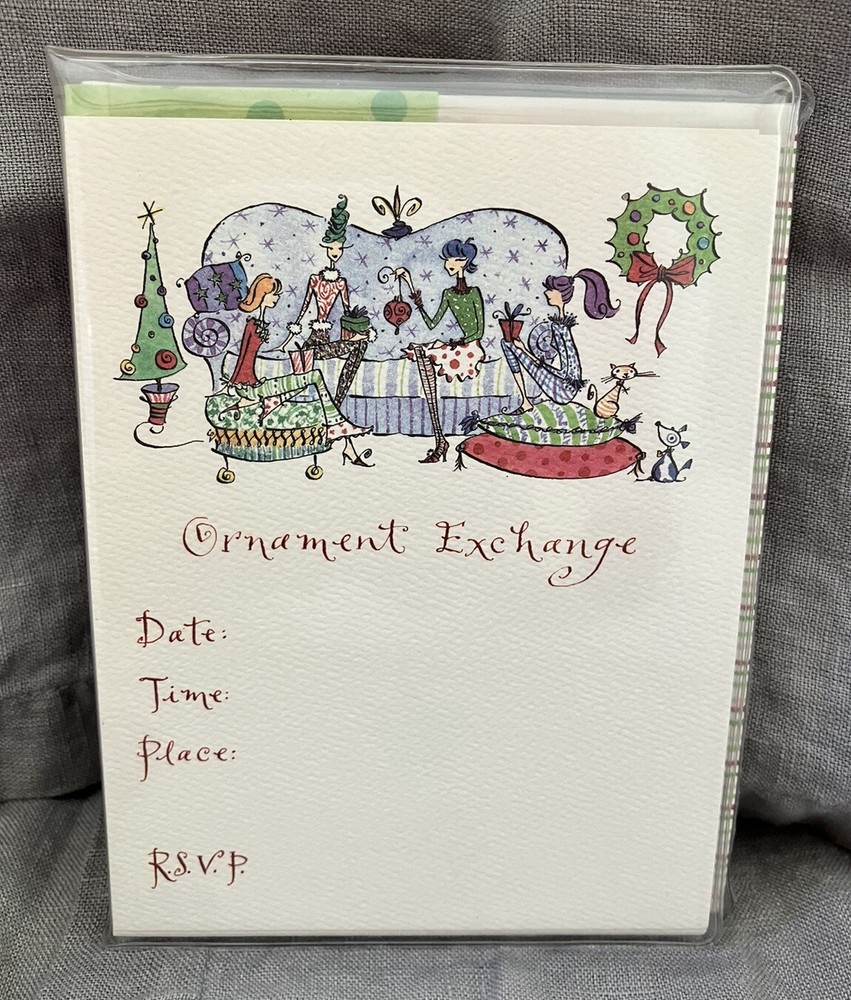 Ornament Exchange
Date:
Time:
Place:
R.S.V.P.